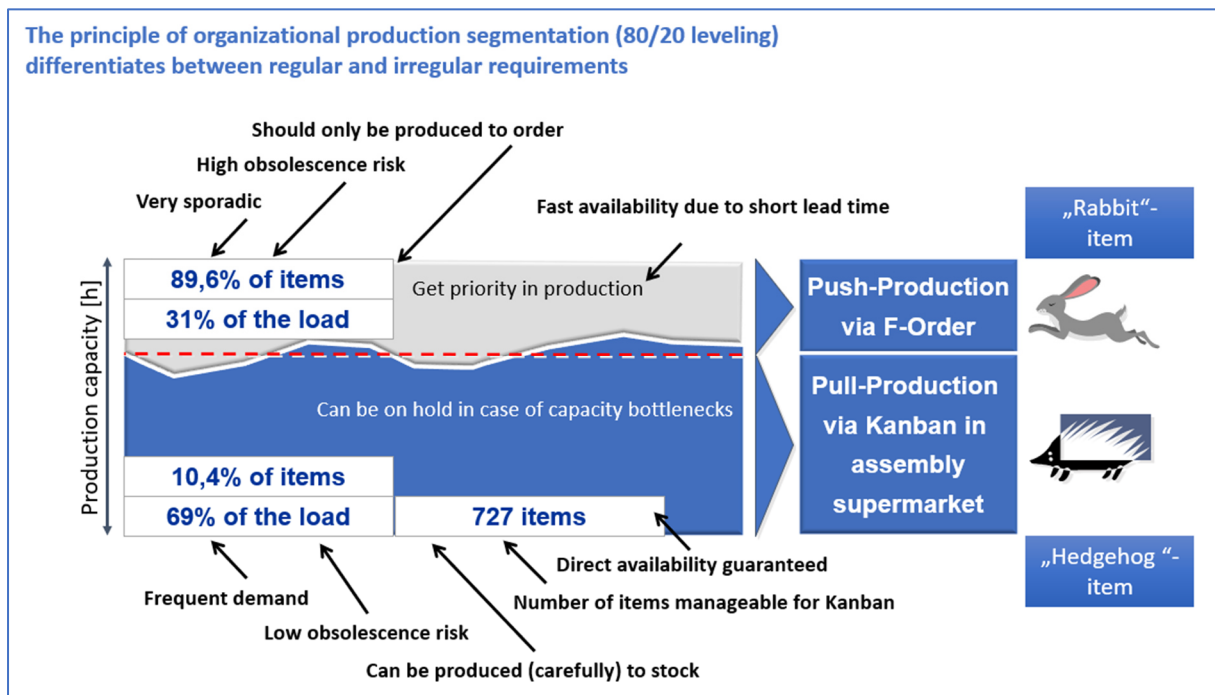 The principle of organizational production segmentation (80/20 leveling)
differentiates between regular and irregular requirements
Should only be produced to order
High obsolescence risk
Very sporadic
Fast availability due to short lead time
„Rabbit“-
item
Production capacity [h]
89,6% of items
31% of the load
Get priority in production
Push-Production
via F-Order
Can be on hold in case of capacity bottlenecks
Pull-Production
via Kanban in
assembly
supermarket
10,4% of items
69% of the load
727 items
Direct availability guaranteed
Frequent demand
Number of items manageable for Kanban
Low obsolescence risk
Can be produced (carefully) to stock
„Hedgehog “-
item